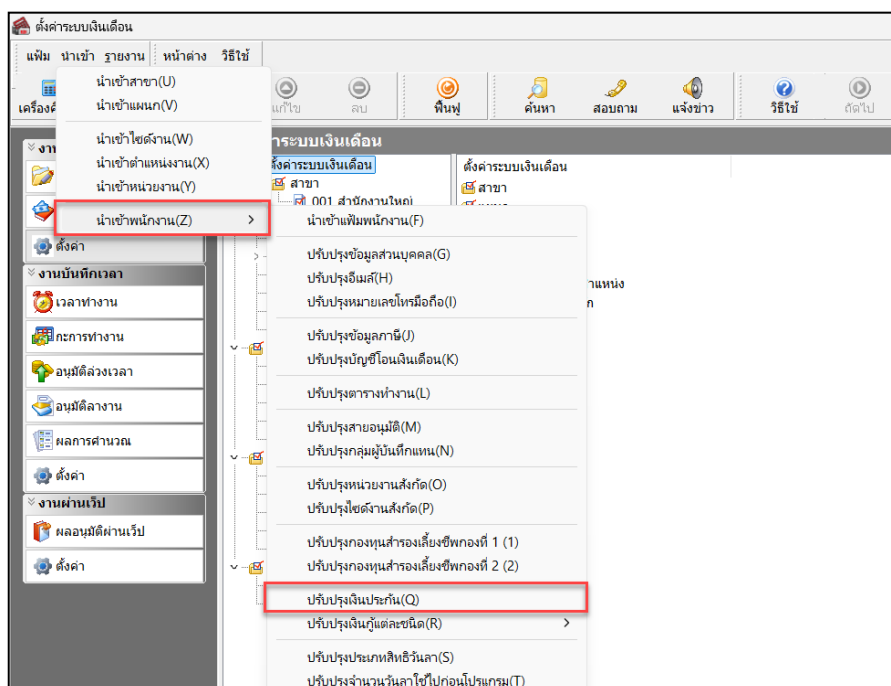 ตั้งค่าระบบเงินเดือน
แฟ้ม นำเข้า รายงาน หน้าต่าง วิธีใช้
แก้ไข ลบ ฟื้นฟู ค้นหา สอบถาม แจ้งข่าว วิธีใช้ ถัดไป
นำเข้าสาขา(U)
นำเข้าแผนก(V)
นำเข้าไซต์งาน(W)
นำเข้าตำแหน่งงาน(X)
นำเข้าหน่วยงาน(Y)
นำเข้าพนักงาน(Z)
ตั้งค่า
งานบันทึกเวลา
เวลาทำงาน
กะการทำงาน
อนุมัติล่วงเวลา
อนุมัติลางาน
ผลการคำนวณ
ตั้งค่า
งานผ่านเว็ป
ผลอนุมัติผ่านเว็ป
ตั้งค่า
ระบบเงินเดือน
ตั้งค่าระบบเงินเดือน
สาขา
001 สำนักงานใหญ่
ตั้งค่าระบบเงินเดือน
สาขา
นำเข้าแฟ้มพนักงาน(F)
ปรับปรุงข้อมูลส่วนบุคคล(G)
ปรับปรุงอีเมล์(H)
ปรับปรุงหมายเลขโทรมือถือ(I)
ปรับปรุงข้อมูลภาษี(J)
ปรับปรุงบัญชีโอนเงินเดือน(K)
ปรับปรุงตารางทำงาน(L)
ปรับปรุงสายอนุมัติ(M)
ปรับปรุงกลุ่มผู้บันทึกแทน(N)
ปรับปรุงหน่วยงานสังกัด(O)
ปรับปรุงไซต์งานสังกัด(P)
ปรับปรุงกองทุนสำรองเลี้ยงชีพกองที่ 1 (1)
ปรับปรุงกองทุนสำรองเลี้ยงชีพกองที่ 2 (2)
ปรับปรุงเงินประกัน(Q)
ปรับปรุงเงินกู้แต่ละชนิด(R)
ปรับปรุงประเภทสิทธิวันลา(S)
ปรับปรุงจำนวนวันลาใช้ไปก่อนโปรแกรม(T)